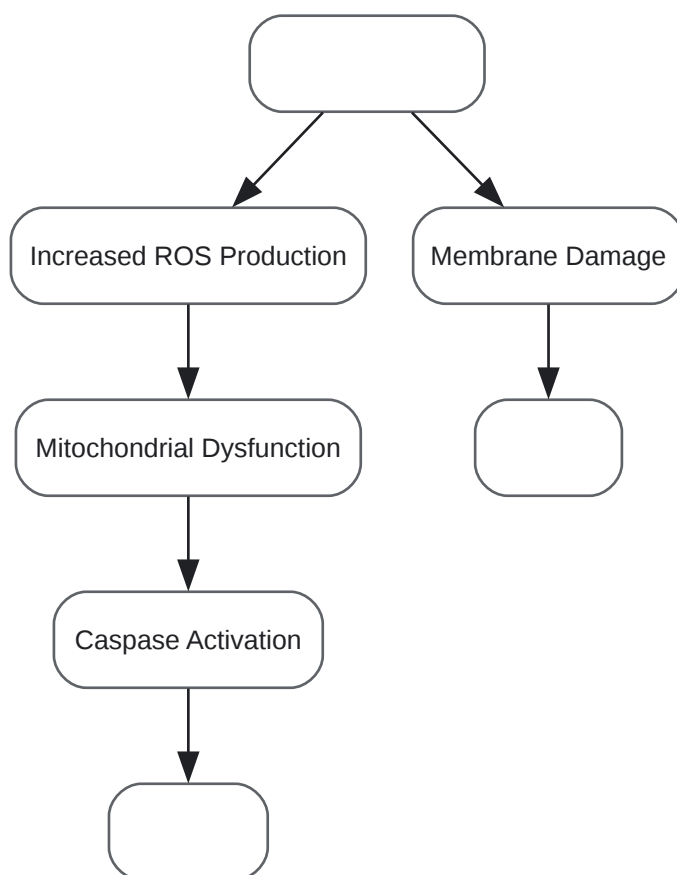 Increased ROS Production
Membrane Damage
Mitochondrial Dysfunction
Caspase Activation